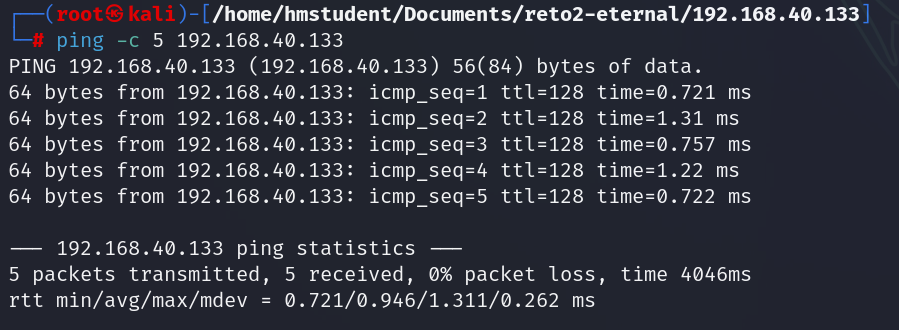 ┌──(root㉿kali)-[/home/hmstudent/Documents/reto2-eternal/192.168.40.133]
└─# ping -c 5 192.168.40.133
PING 192.168.40.133 (192.168.40.133) 56(84) bytes of data.
64 bytes from 192.168.40.133: icmp_seq=1 ttl=128 time=0.721 ms
64 bytes from 192.168.40.133: icmp_seq=2 ttl=128 time=1.31 ms
64 bytes from 192.168.40.133: icmp_seq=3 ttl=128 time=0.757 ms
64 bytes from 192.168.40.133: icmp_seq=4 ttl=128 time=1.22 ms
64 bytes from 192.168.40.133: icmp_seq=5 ttl=128 time=0.722 ms
--- 192.168.40.133 ping statistics ---
5 packets transmitted, 5 received, 0% packet loss, time 4046ms
rtt min/avg/max/mdev = 0.721/0.946/1.311/0.262 ms